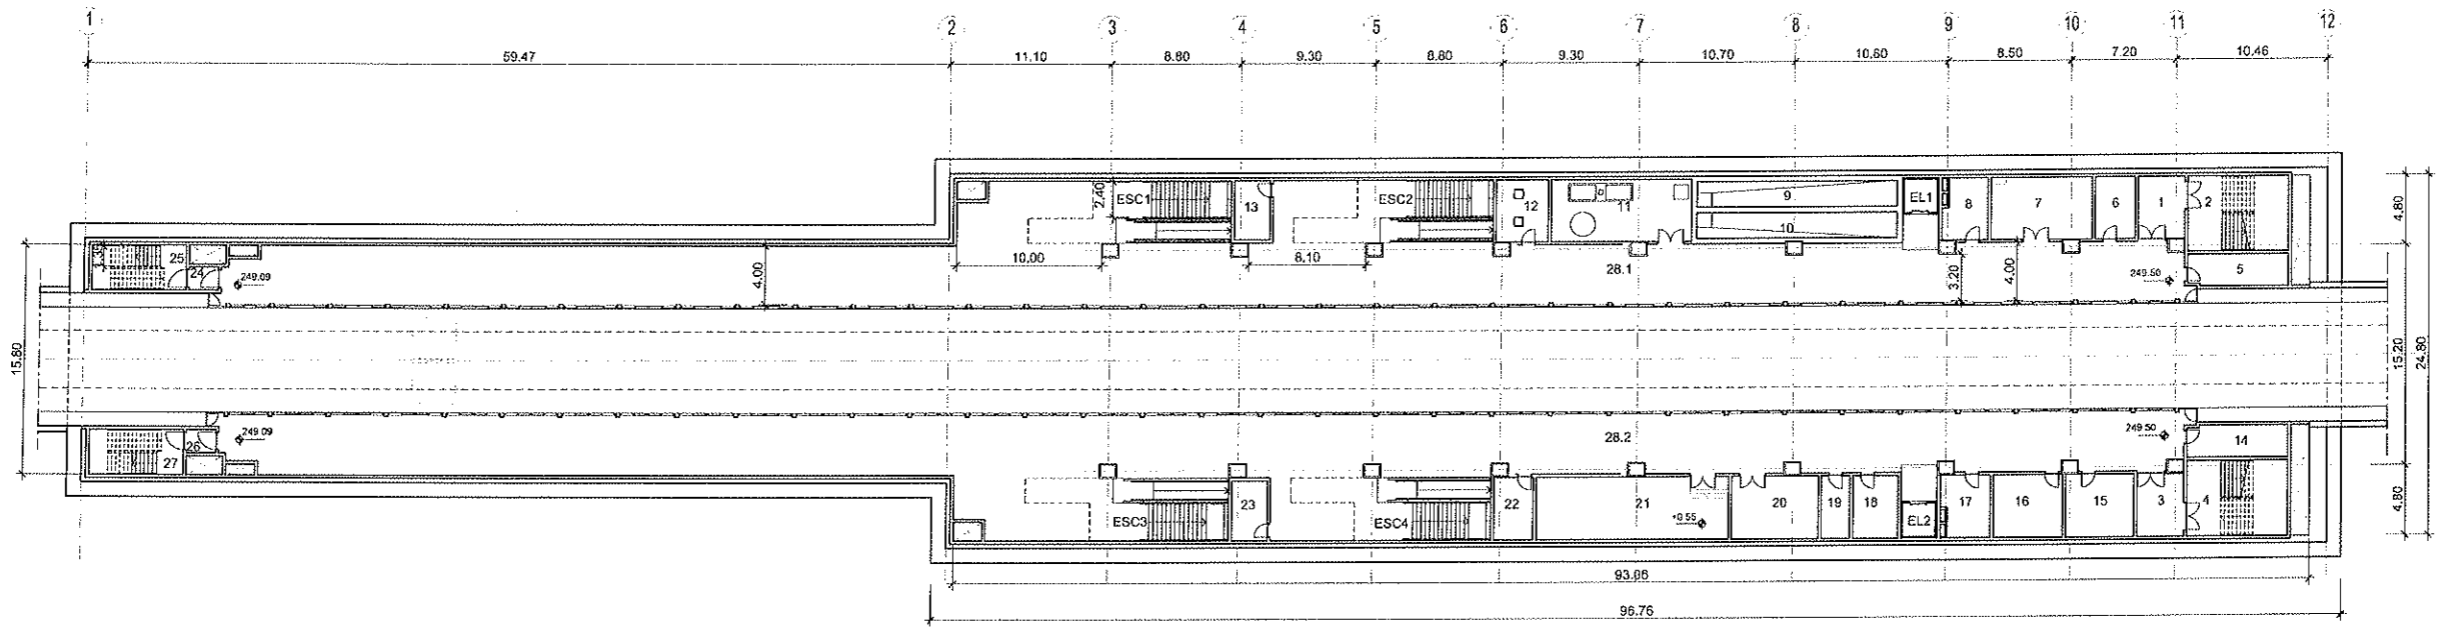 1 2 3 4 5 6 7 8 9 10 11 12
59.47 11.10 8.80 9.30 8.80 9.30 10.70 10.60 8.50 7.20 10.46
2.40 ESC1 13 ESC2 12 11 9 EL1 8 7 6 1 2 4.80
10
25 24 249.09 4.00 10.00 8.10 28.1 3.20 4.00 249.50 5
15.80 15.20 24.80
26 27 249.09 28.2 249.50 14
ESC3 23 ESC4 22 21 +0.55 20 19 18 EL2 17 16 15 3 4 4.80
93.06
96.76